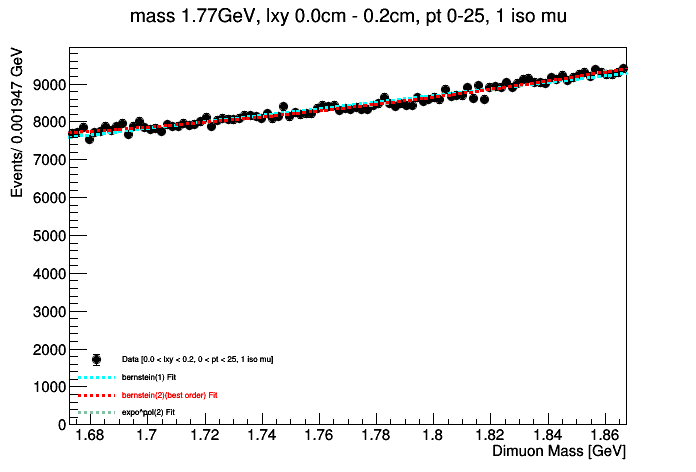 mass 1.77GeV, lxy 0.0cm - 0.2cm, pt 0-25, 1 iso mu
Events/ 0.001947 GeV
9000
8000
7000
6000
5000
4000
3000
2000
1000
0
Data [0.0 < lxy < 0.2, 0 < pt < 25, 1 iso mu]
bernstein(1) Fit
bernstein(2)(best order) Fit
expo*pol(2) Fit
1.68 1.7 1.72 1.74 1.76 1.78 1.8 1.82 1.84 1.86
Dimuon Mass [GeV]